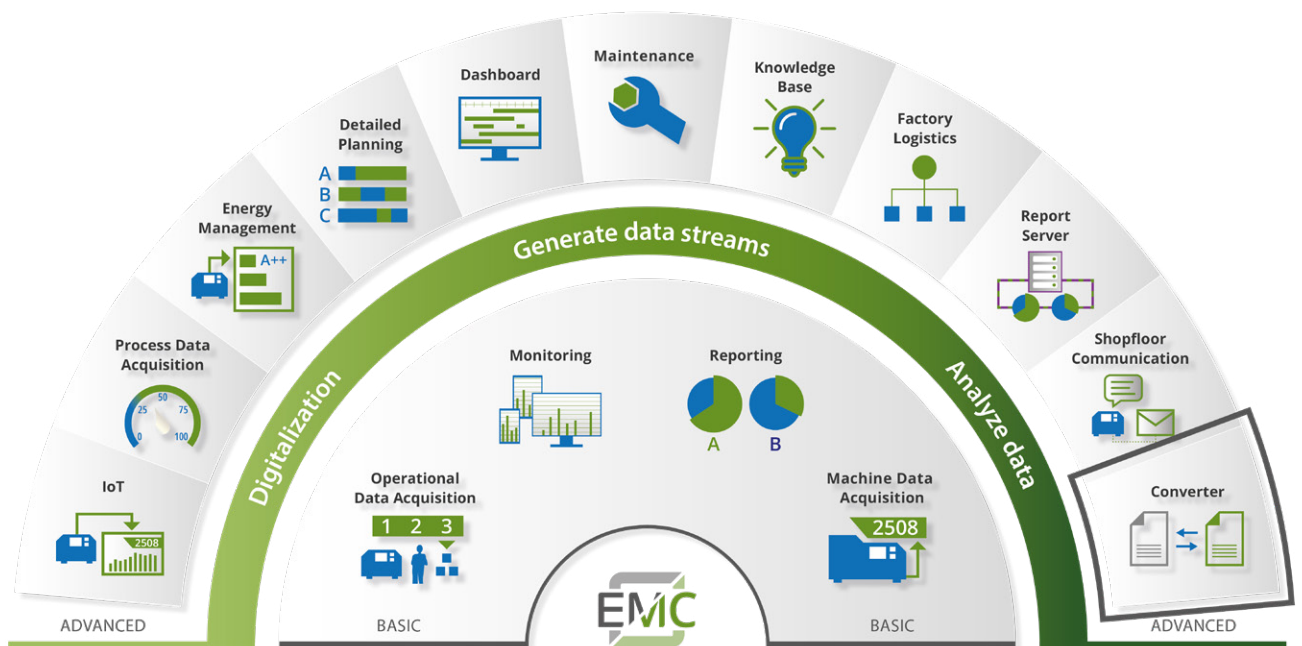 Maintenance
Dashboard
Knowledge
Base
Detailed
Planning
A
B
C
Factory
Logistics
Energy
Management
A++
Report
Server
Generate data streams
Process Data
Acquisition
0
25
50
75
100
Shopfloor
Communication
Digitalization
Analyze data
Monitoring
Reporting
A
B
IoT
2508
Operational
Data Acquisition
1 2 3
Machine Data
Acquisition
2508
Converter
EMC
ADVANCED
BASIC
BASIC
ADVANCED